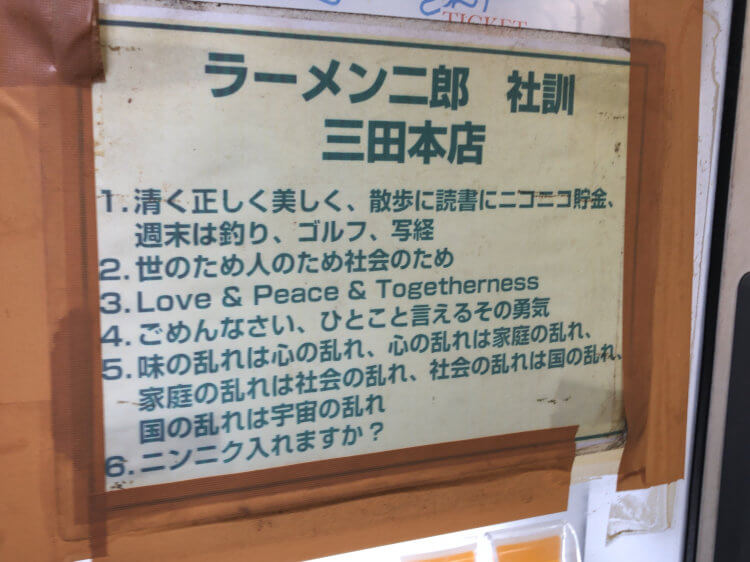 TICKET
ラーメン二郎 社訓
三田本店
1. 清く正しく美しく、散歩に読書にニコニコ貯金、
週末は釣り、ゴルフ、写経
2. 世のため人のため社会のため
3. Love & Peace & Togetherness
4. ごめんなさい、ひとこと言えるその勇気
5. 味の乱れは心の乱れ、心の乱れは家庭の乱れ、
家庭の乱れは社会の乱れ、社会の乱れは国の乱れ、
国の乱れは宇宙の乱れ
6. ニンニク入れますか？